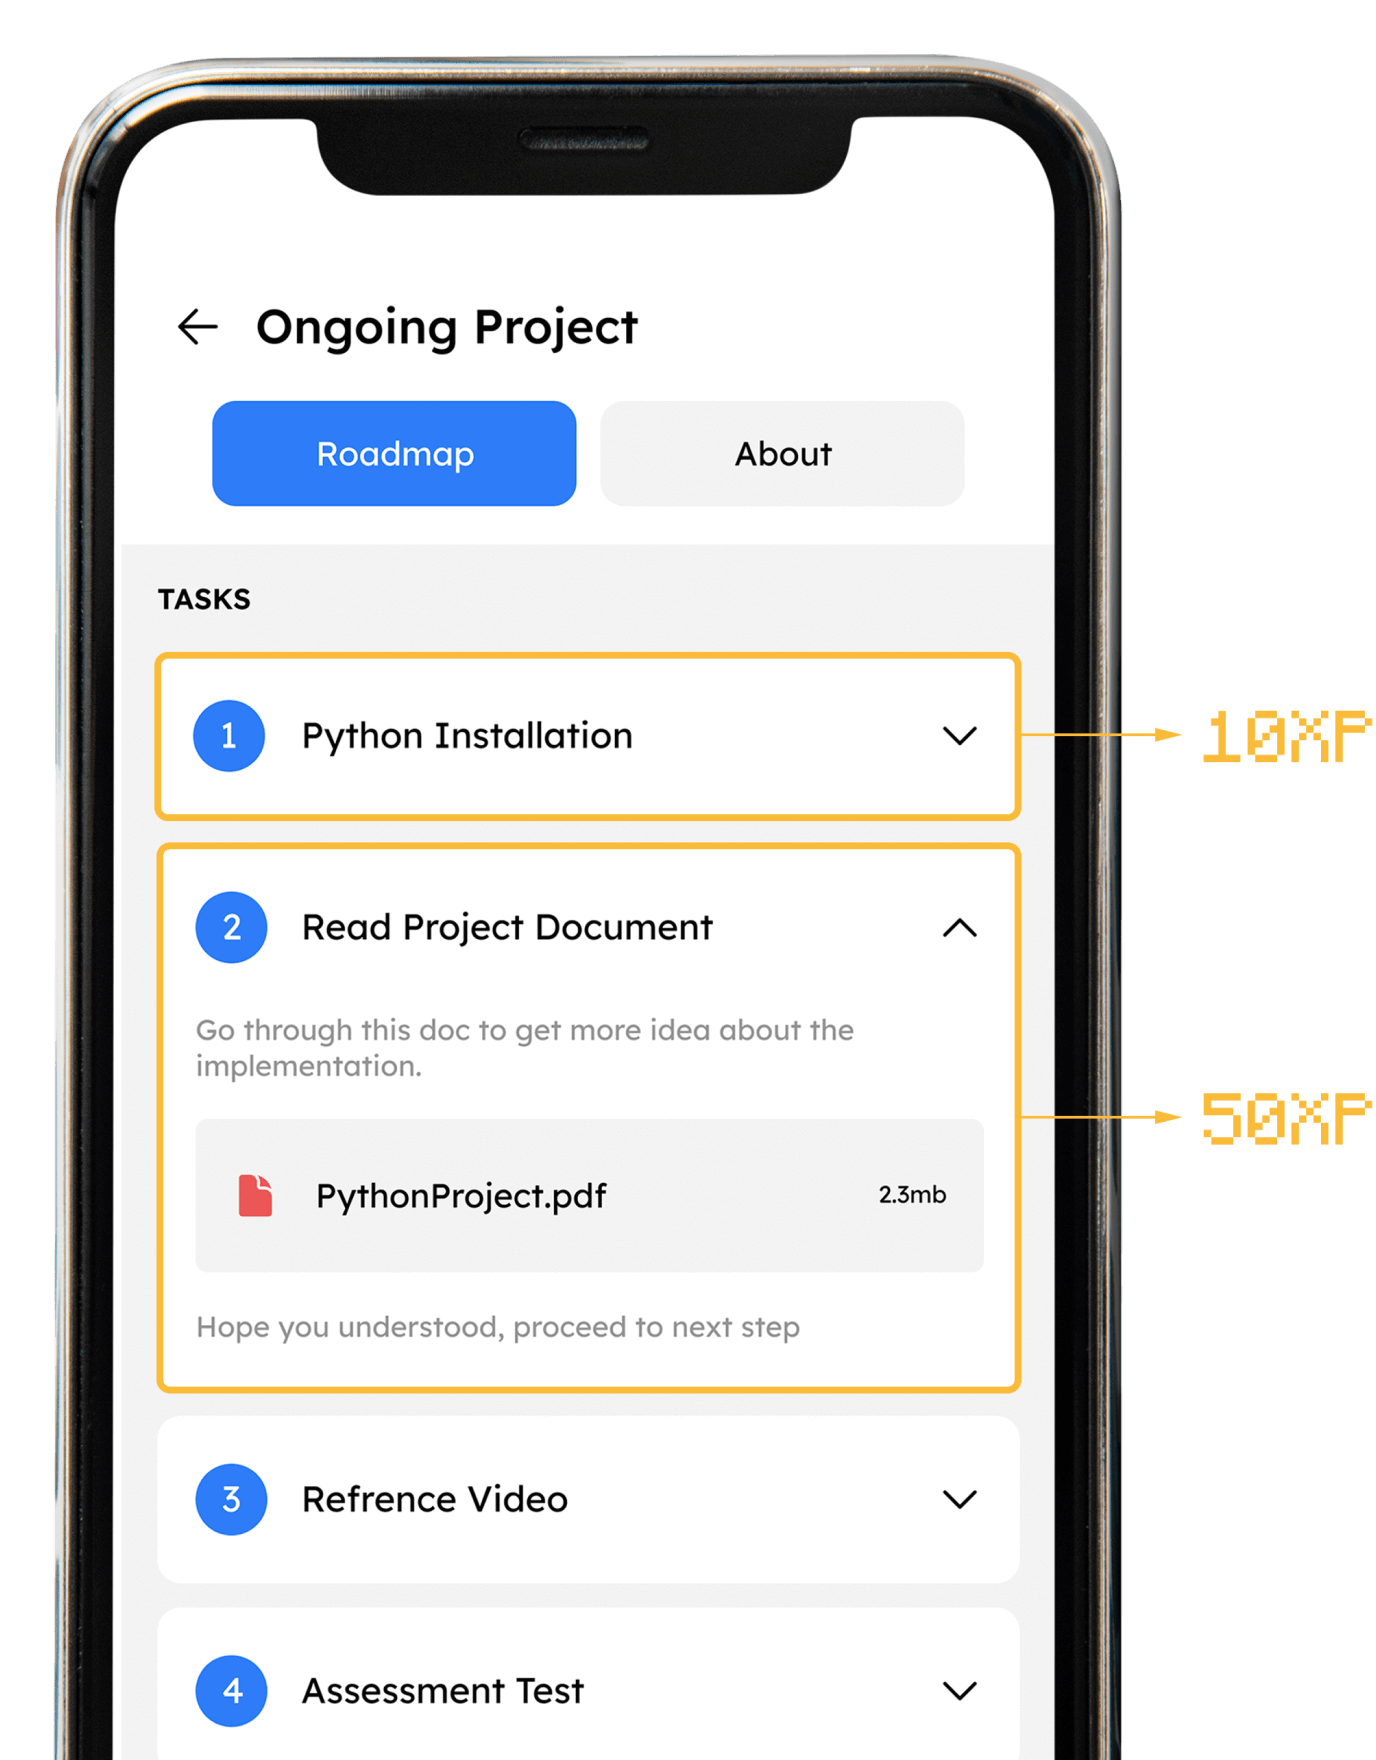 Ongoing Project
Roadmap
About
TASKS
1
Python Installation
10XP
2
Read Project Document
Go through this doc to get more idea about the
implementation.
PythonProject.pdf
2.3mb
50XP
Hope you understood, proceed to next step
3
Refrence Video
4
Assessment Test